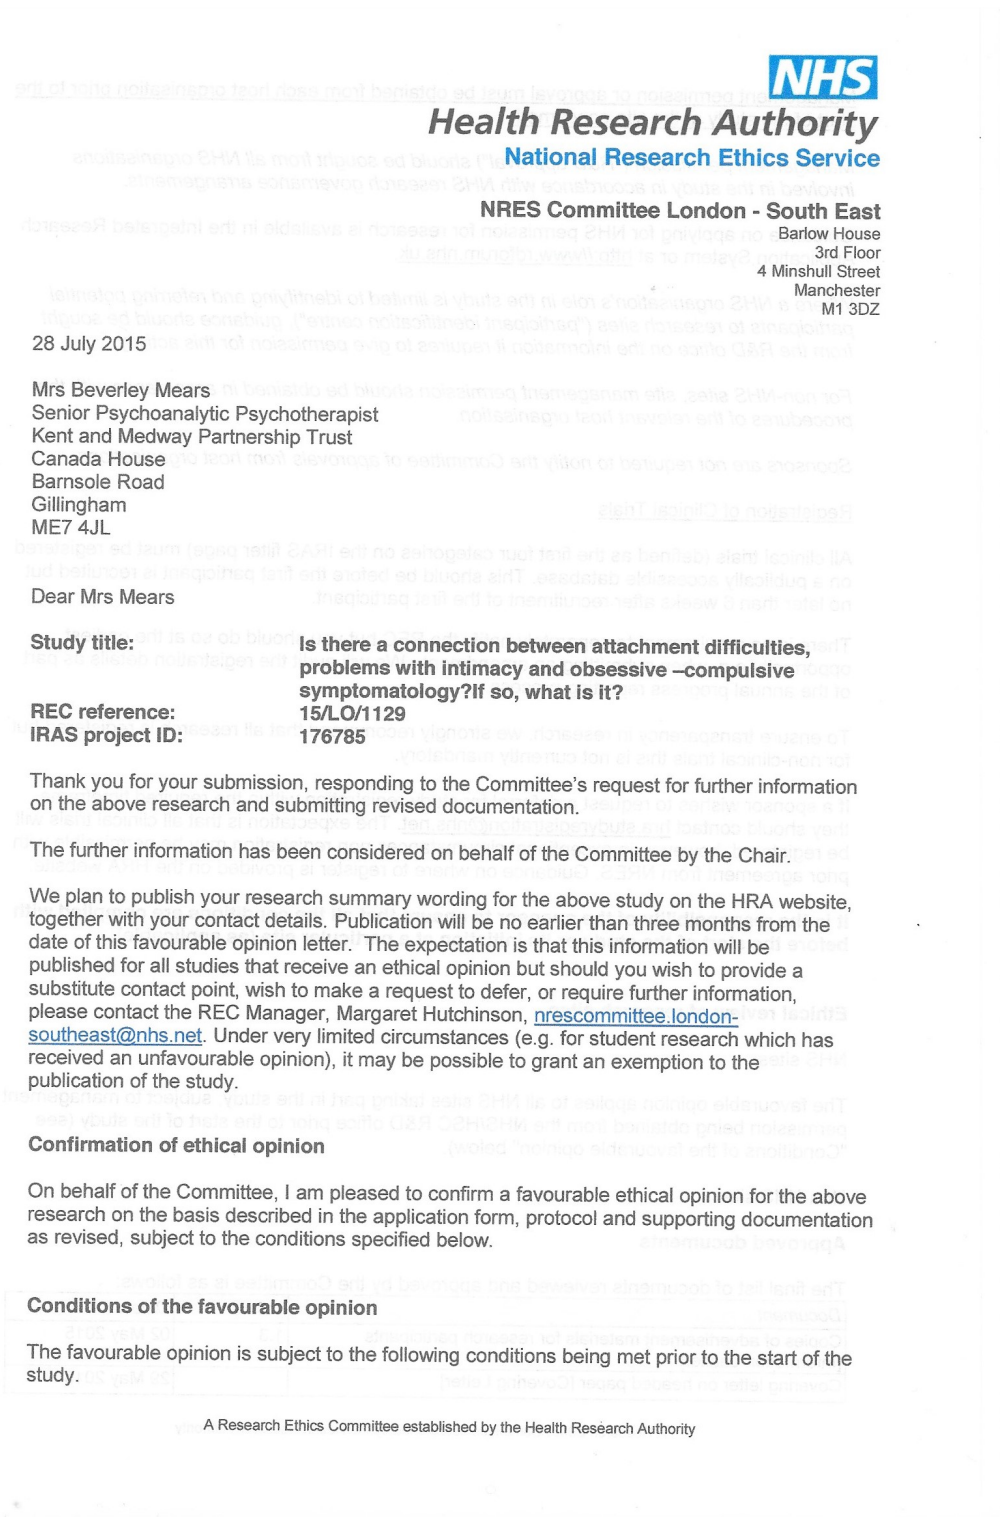 NHS
Health Research Authority
National Research Ethics Service
NRES Committee London - South East
Barlow House
3rd Floor
4 Minshull Street
Manchester
M1 3DZ
28 July 2015
Mrs Beverley Mears
Senior Psychoanalytic Psychotherapist
Kent and Medway Partnership Trust
Canada House
Barnsole Road
Gillingham
ME7 4JL
Dear Mrs Mears
Study title: Is there a connection between attachment difficulties,
problems with intimacy and obsessive –compulsive
symptomatology?If so, what is it?
REC reference: 15/LO/1129
IRAS project ID: 176785
Thank you for your submission, responding to the Committee's request for further information
on the above research and submitting revised documentation.
The further information has been considered on behalf of the Committee by the Chair.
We plan to publish your research summary wording for the above study on the HRA website,
together with your contact details. Publication will be no earlier than three months from the
date of this favourable opinion letter. The expectation is that this information will be
published for all studies that receive an ethical opinion but should you wish to provide a
substitute contact point, wish to make a request to defer, or require further information,
please contact the REC Manager, Margaret Hutchinson, nrescommittee.london-
southeast@nhs.net. Under very limited circumstances (e.g. for student research which has
received an unfavourable opinion), it may be possible to grant an exemption to the
publication of the study.
Confirmation of ethical opinion
On behalf of the Committee, I am pleased to confirm a favourable ethical opinion for the above
research on the basis described in the application form, protocol and supporting documentation
as revised, subject to the conditions specified below.
Conditions of the favourable opinion
The favourable opinion is subject to the following conditions being met prior to the start of the
study.
A Research Ethics Committee established by the Health Research Authority